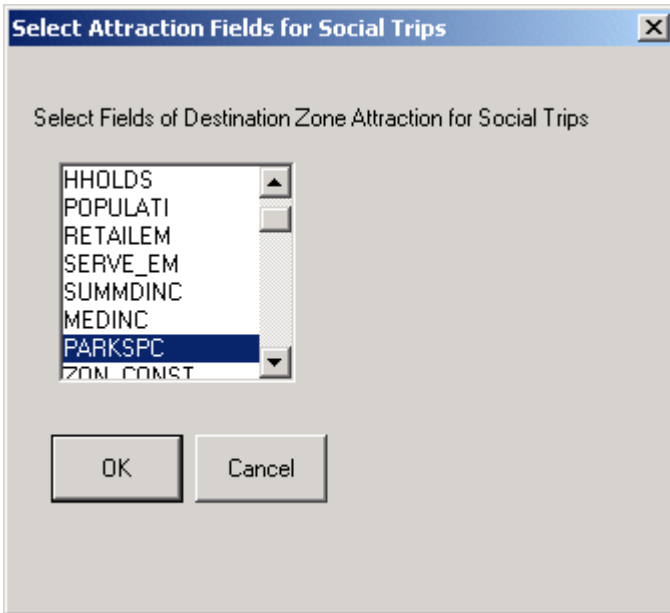 Select Attraction Fields for Social Trips
Select Fields of Destination Zone Attraction for Social Trips
HHOLDS
POPULATI
RETAILEM
SERVE_EM
SUMMDINC
MEDINC
PARKSPC
ZON_CONST
OK
Cancel